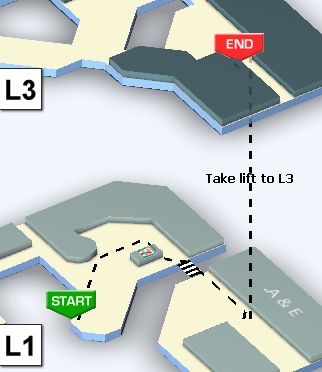 END
L3
Take lift to L3
START
A & E
L1